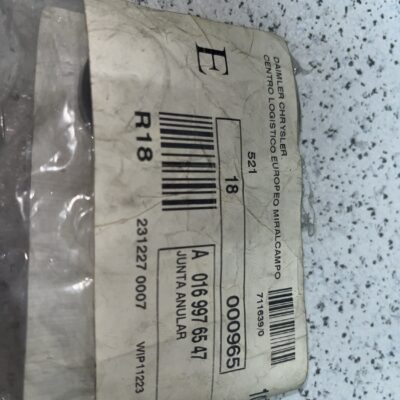 DAIMLER CHRYSLER
CENTRO LOGISTICO EUROPEO MIRALCAMPO
E
711639/0
521
18
000965
R18
A 016 997 65 47
JUNTA ANULAR
231227 0007
WIP11223